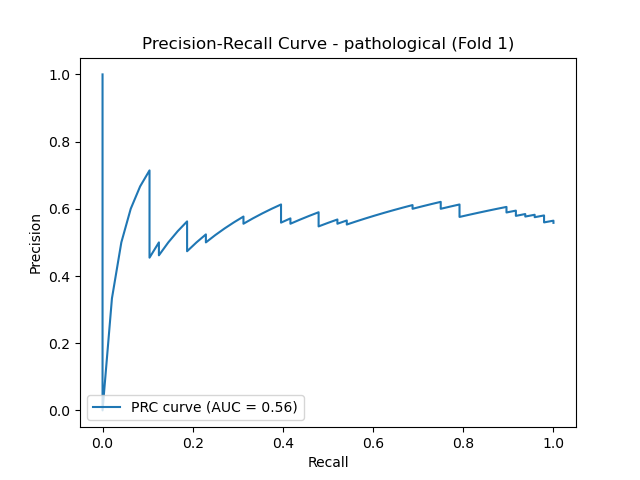 Precision-Recall Curve - pathological (Fold 1)
1.0
0.8
0.6
0.4
0.2
0.0
Precision
PRC curve (AUC = 0.56)
0.0 0.2 0.4 0.6 0.8 1.0
Recall